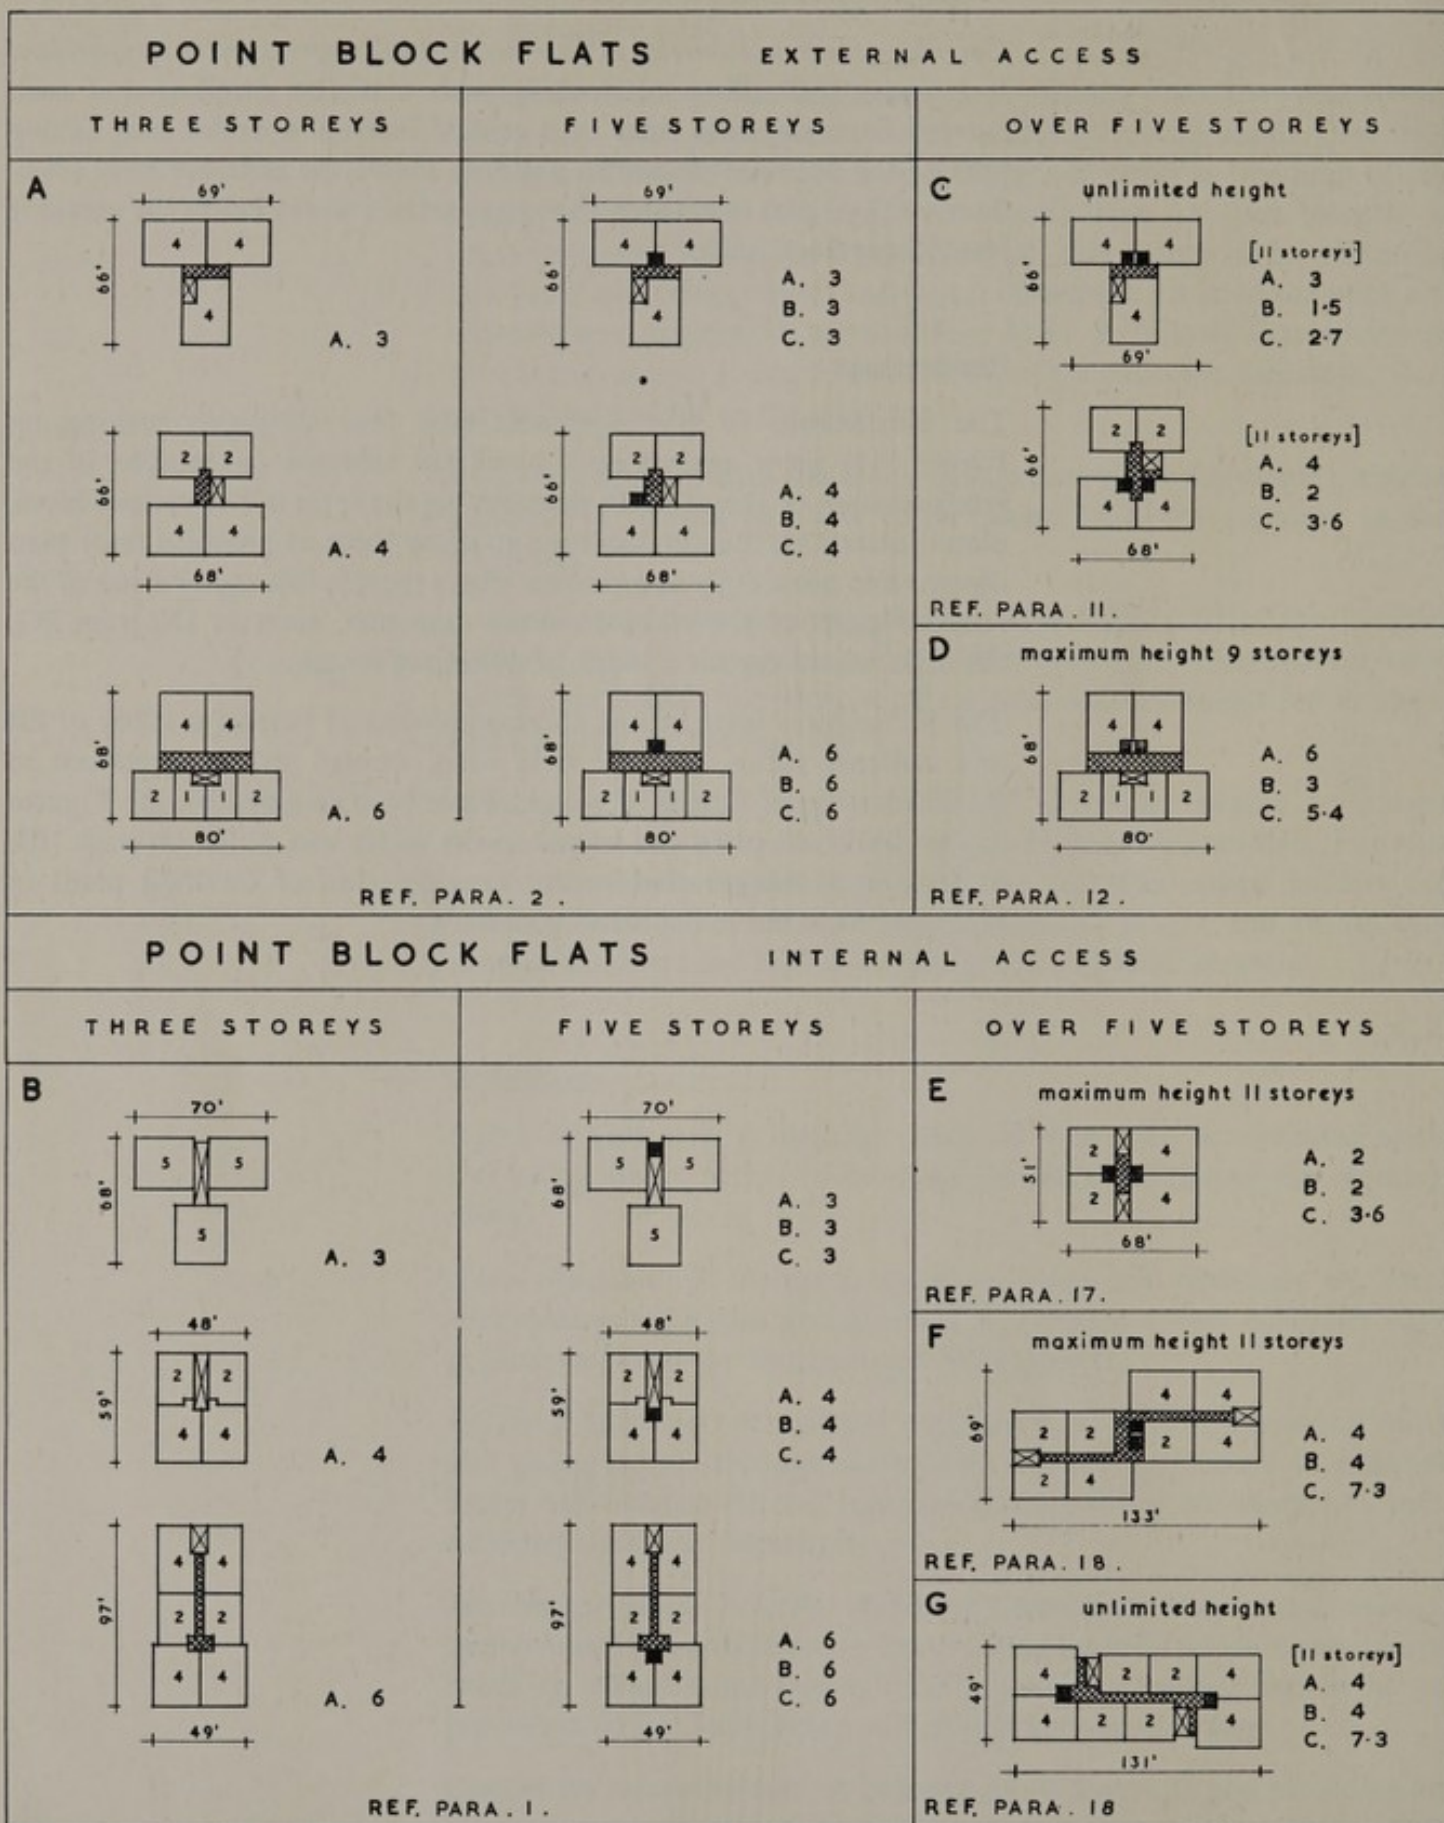 POINT BLOCK FLATS EXTERNAL ACCESS
THREE STOREYS
A
69'
66'
4 4
4
A. 3
66'
2 2
4 4
A. 4
68'
68'
4 4
2 1 1 2
A. 6
80'
FIVE STOREYS
69'
66'
4 4
4
A. 3
B. 3
C. 3
66'
2 2
4 4
A. 4
B. 4
C. 4
68'
68'
4 4
2 1 1 2
A. 6
B. 6
C. 6
80'
REF. PARA. 2.
OVER FIVE STOREYS
C
unlimited height
66'
4 4
4
69'
[11 storeys]
A. 3
B. 1·5
C. 2·7
66'
2 2
4 4
68'
[11 storeys]
A. 4
B. 2
C. 3·6
REF. PARA. 11.
D
maximum height 9 storeys
68'
4 4
2 1 1 2
80'
A. 6
B. 3
C. 5·4
REF. PARA. 12.
POINT BLOCK FLATS INTERNAL ACCESS
THREE STOREYS
B
70'
68'
5 5
5
A. 3
48'
59'
2 2
4 4
A. 4
97'
4 4
2 2
4 4
A. 6
49'
FIVE STOREYS
70'
68'
5 5
5
A. 3
B. 3
C. 3
48'
59'
2 2
4 4
A. 4
B. 4
C. 4
97'
4 4
2 2
4 4
A. 6
B. 6
C. 6
49'
REF. PARA. 1.
OVER FIVE STOREYS
E
maximum height 11 storeys
51'
2 4
2 4
68'
A. 2
B. 2
C. 3·6
REF. PARA. 17.
F
maximum height 11 storeys
69'
4 4
2 2 2 4
2 4
133'
A. 4
B. 4
C. 7·3
REF. PARA. 18.
G
unlimited height
49'
4 2 2 4
4 2 2 4
131'
[11 storeys]
A. 4
B. 4
C. 7·3
REF. PARA. 18